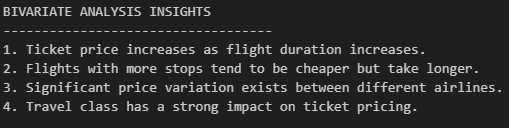 BIVARIATE ANALYSIS INSIGHTS
---------------------------------
1. Ticket price increases as flight duration increases.
2. Flights with more stops tend to be cheaper but take longer.
3. Significant price variation exists between different airlines.
4. Travel class has a strong impact on ticket pricing.